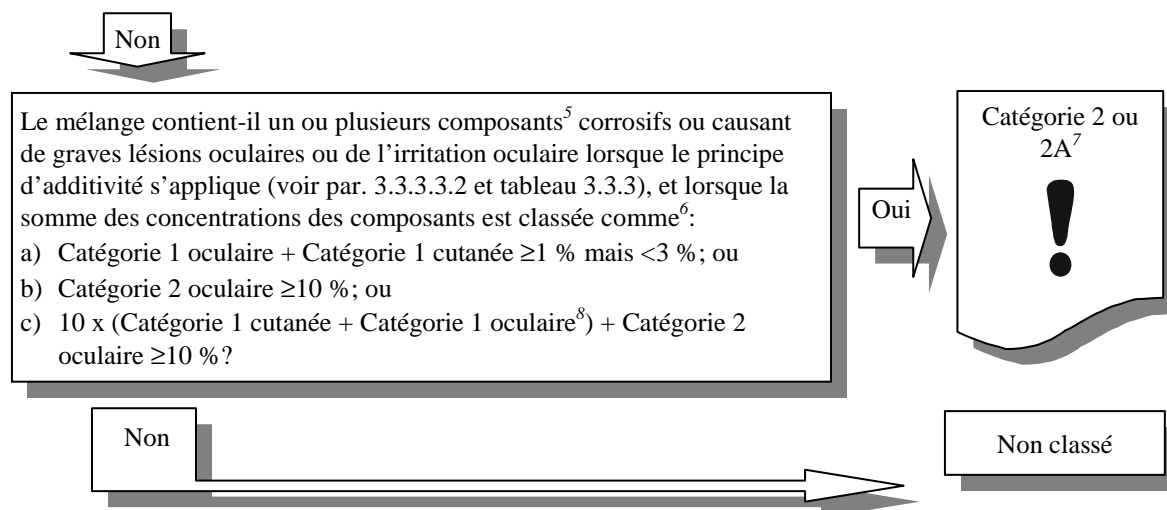 Non
Le mélange contient-il un ou plusieurs composants⁵ corrosifs ou causant
de graves lésions oculaires ou de l'irritation oculaire lorsque le principe
d'additivité s'applique (voir par. 3.3.3.3.2 et tableau 3.3.3), et lorsque la
somme des concentrations des composants est classée comme⁶:
a) Catégorie 1 oculaire + Catégorie 1 cutanée ≥1 % mais <3 %; ou
b) Catégorie 2 oculaire ≥10 %; ou
c) 10 x (Catégorie 1 cutanée + Catégorie 1 oculaire⁸) + Catégorie 2
oculaire ≥10 %?
Oui
Catégorie 2 ou
2A⁷
!
Non
Non classé